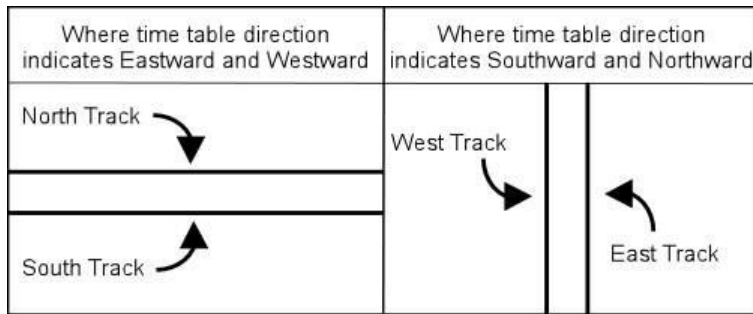 Where time table direction
indicates Eastward and Westward
Where time table direction
indicates Southward and Northward
North Track
South Track
West Track
East Track